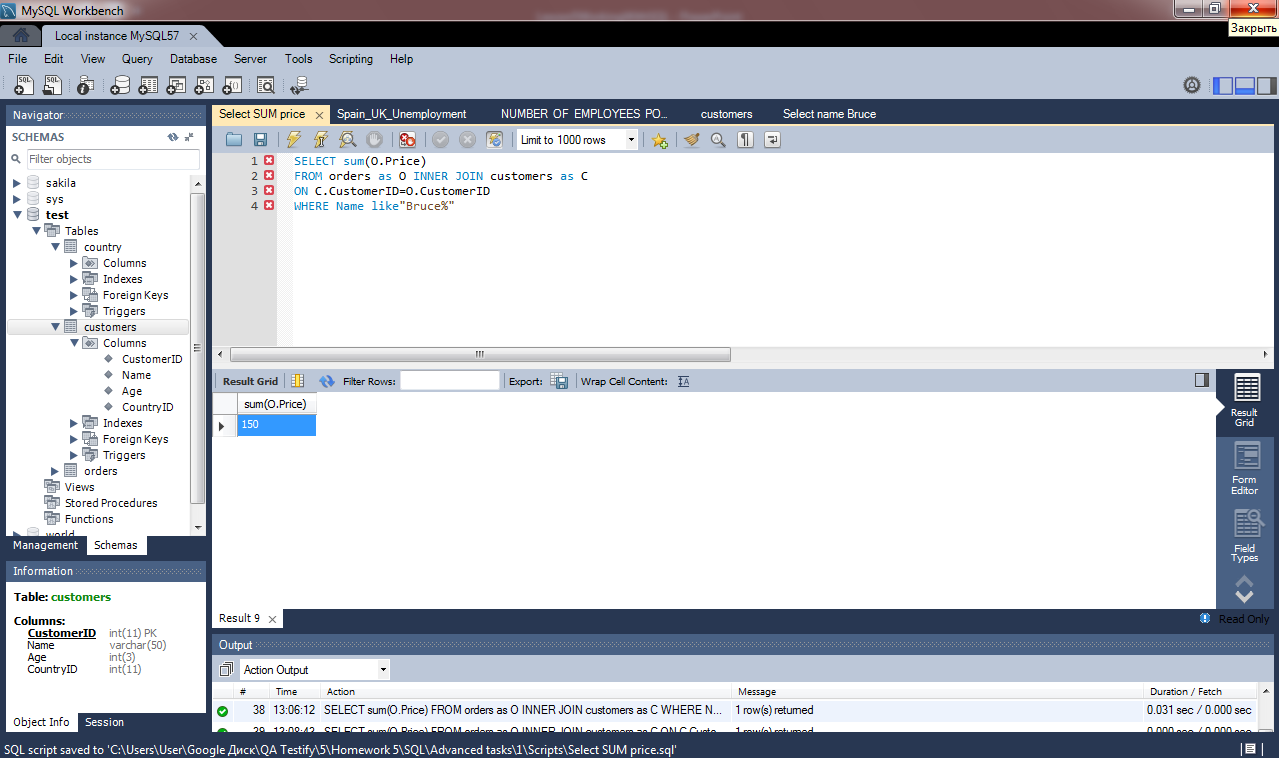 MySQL Workbench
Закрыть
Local instance MySQL57
File Edit View Query Database Server Tools Scripting Help
Navigator
SCHEMAS
Filter objects
sakila
sys
test
Tables
country
Columns
Indexes
Foreign Keys
Triggers
customers
Columns
CustomerID
Name
Age
CountryID
Indexes
Foreign Keys
Triggers
orders
Views
Stored Procedures
Functions
world
Management Schemas
Information
Table: customers
Columns:
CustomerID int(11) PK
Name varchar(50)
Age int(3)
CountryID int(11)
Object Info Session
Select SUM price Spain_UK_Unemployment NUMBER OF EMPLOYEES PO... customers Select name Bruce
Limit to 1000 rows
1 SELECT sum(O.Price)
2 FROM orders as O INNER JOIN customers as C
3 ON C.CustomerID=O.CustomerID
4 WHERE Name like"Bruce%"
Result Grid Filter Rows: Export: Wrap Cell Content:
sum(O.Price)
150
Result Grid
Form Editor
Field Types
Result 9
Read Only
Output
Action Output
# Time Action Message Duration / Fetch
38 13:06:12 SELECT sum(O.Price) FROM orders as O INNER JOIN customers as C WHERE N... 1 row(s) returned 0.031 sec / 0.000 sec
39 13:08:43 SELECT sum(O.Price) FROM orders as O INNER JOIN customers as C ON C.Custo... 1 row(s) returned 0.000 sec / 0.000 sec
SQL script saved to 'C:\Users\User\Google Диск\QA Testify\5\Homework 5\SQL\Advanced tasks\1\Scripts\Select SUM price.sql'